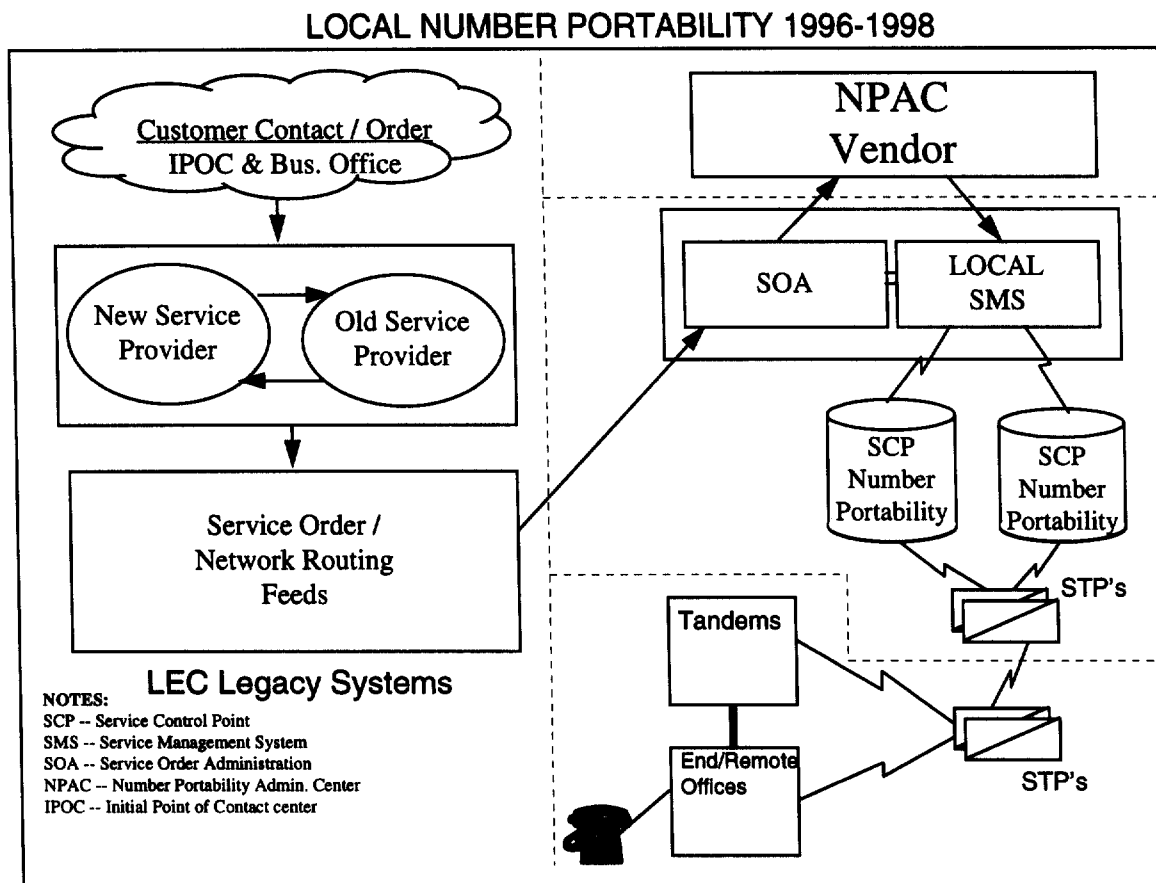 LOCAL NUMBER PORTABILITY 1996-1998
Customer Contact / Order
IPOC & Bus. Office
New Service
Provider
Old Service
Provider
Service Order /
Network Routing
Feeds
LEC Legacy Systems
NOTES:
SCP -- Service Control Point
SMS -- Service Management System
SOA -- Service Order Administration
NPAC -- Number Portability Admin. Center
IPOC -- Initial Point of Contact center
NPAC
Vendor
SOA
LOCAL
SMS
SCP
Number
Portability
SCP
Number
Portability
STP's
Tandems
End/Remote
Offices
STP's